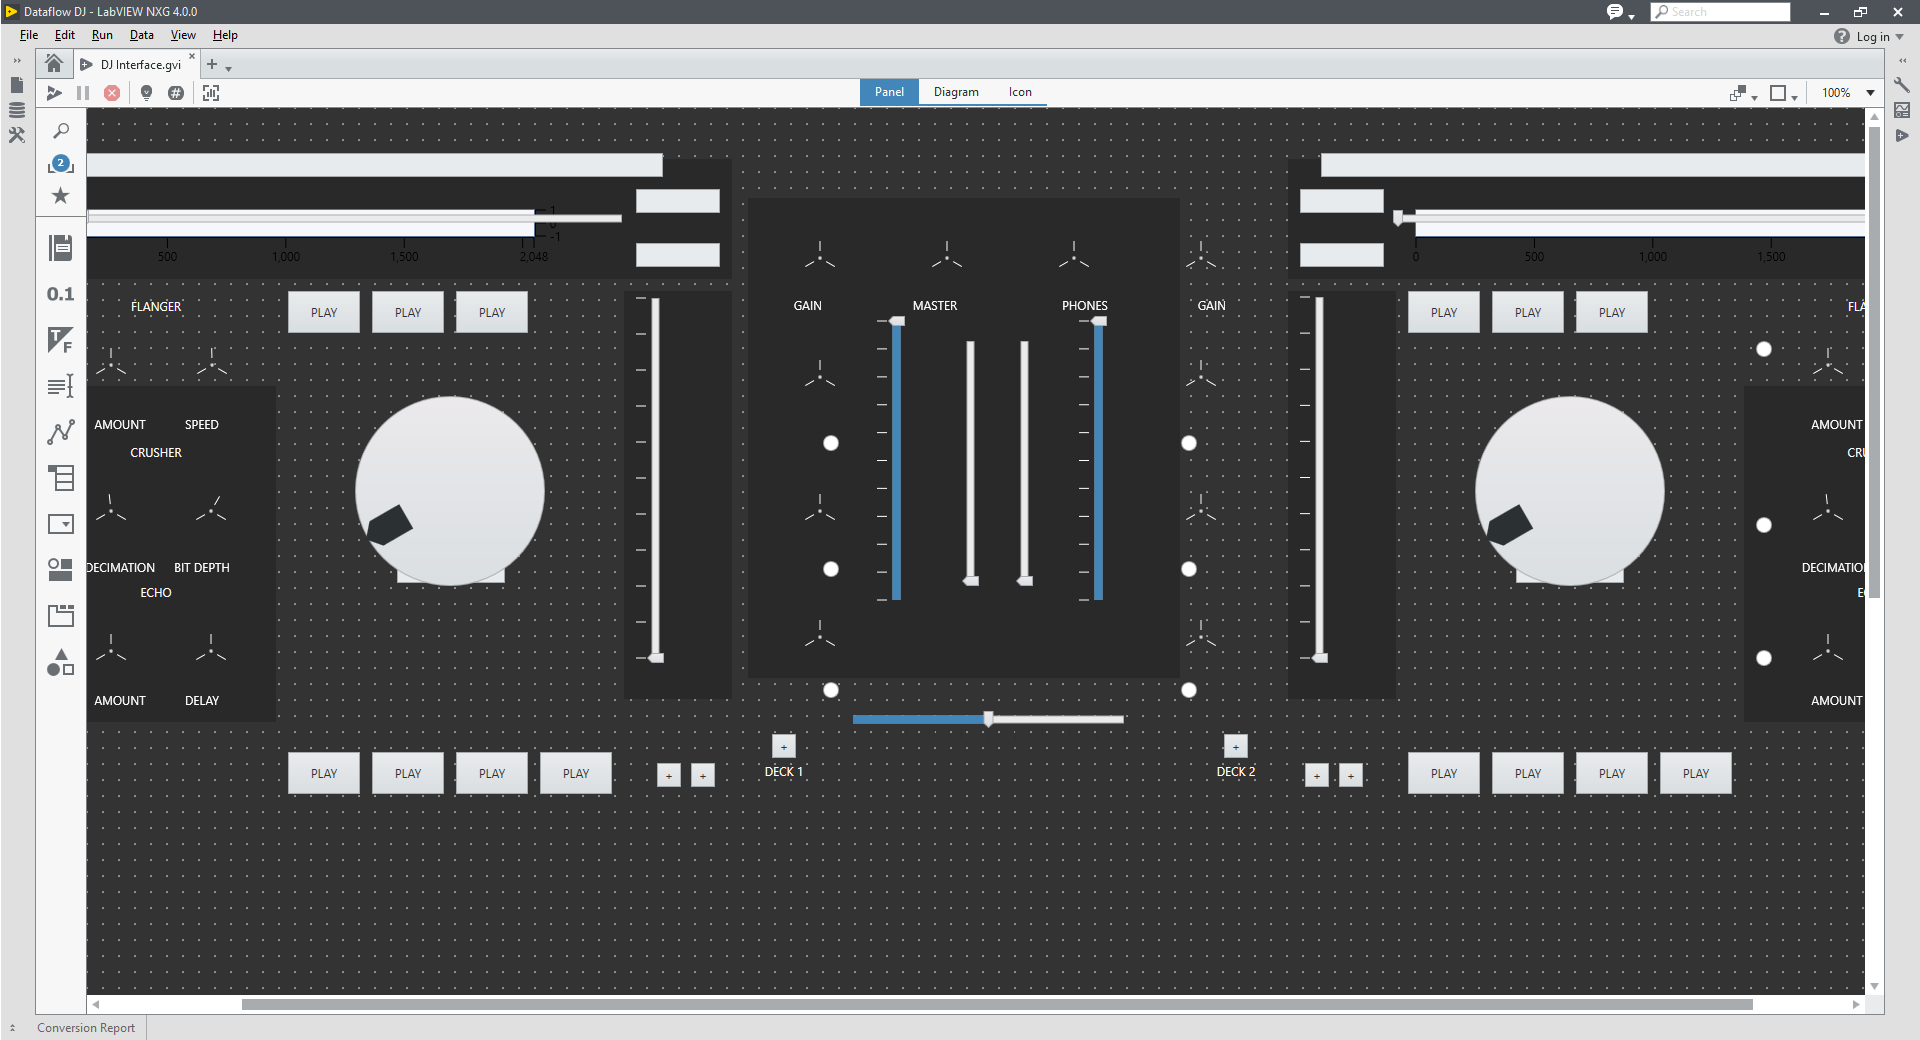 Dataflow DJ - LabVIEW NXG 4.0.0
Search
File Edit Run Data View Help
Log in
DJ Interface.gvi
Panel Diagram Icon
100%
2
1
0
-1
500 1,000 1,500 2,048
0 500 1,000 1,500
0.1
FLANGER
PLAY PLAY PLAY
GAIN MASTER PHONES GAIN
PLAY PLAY PLAY
FLA
T
F
AMOUNT SPEED
CRUSHER
AMOUNT
CRU
DECIMATION BIT DEPTH
ECHO
DECIMATION
EC
AMOUNT DELAY
AMOUNT
PLAY PLAY PLAY PLAY
+ +
+
DECK 1
+
DECK 2
+ +
PLAY PLAY PLAY PLAY
Conversion Report